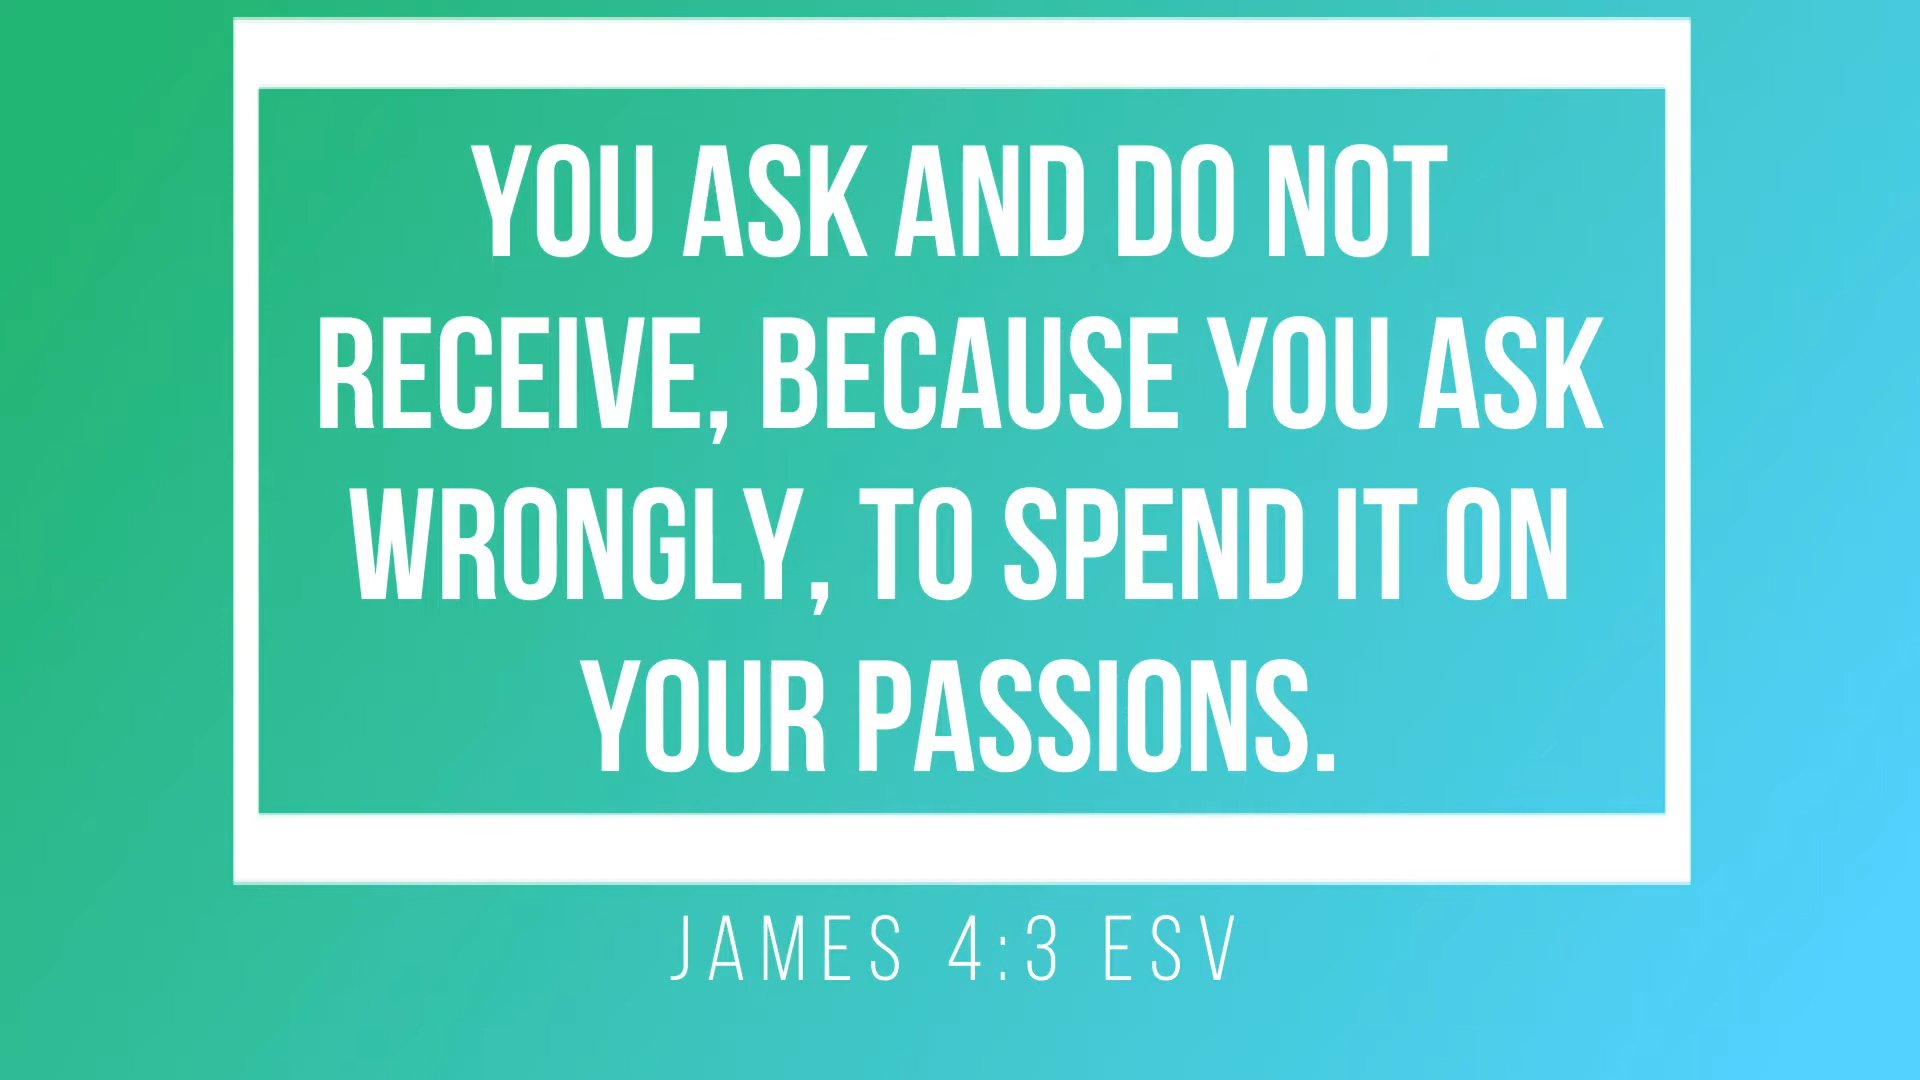 YOU ASK AND DO NOT
RECEIVE, BECAUSE YOU ASK
WRONGLY, TO SPEND IT ON
YOUR PASSIONS.
JAMES 4:3 ESV